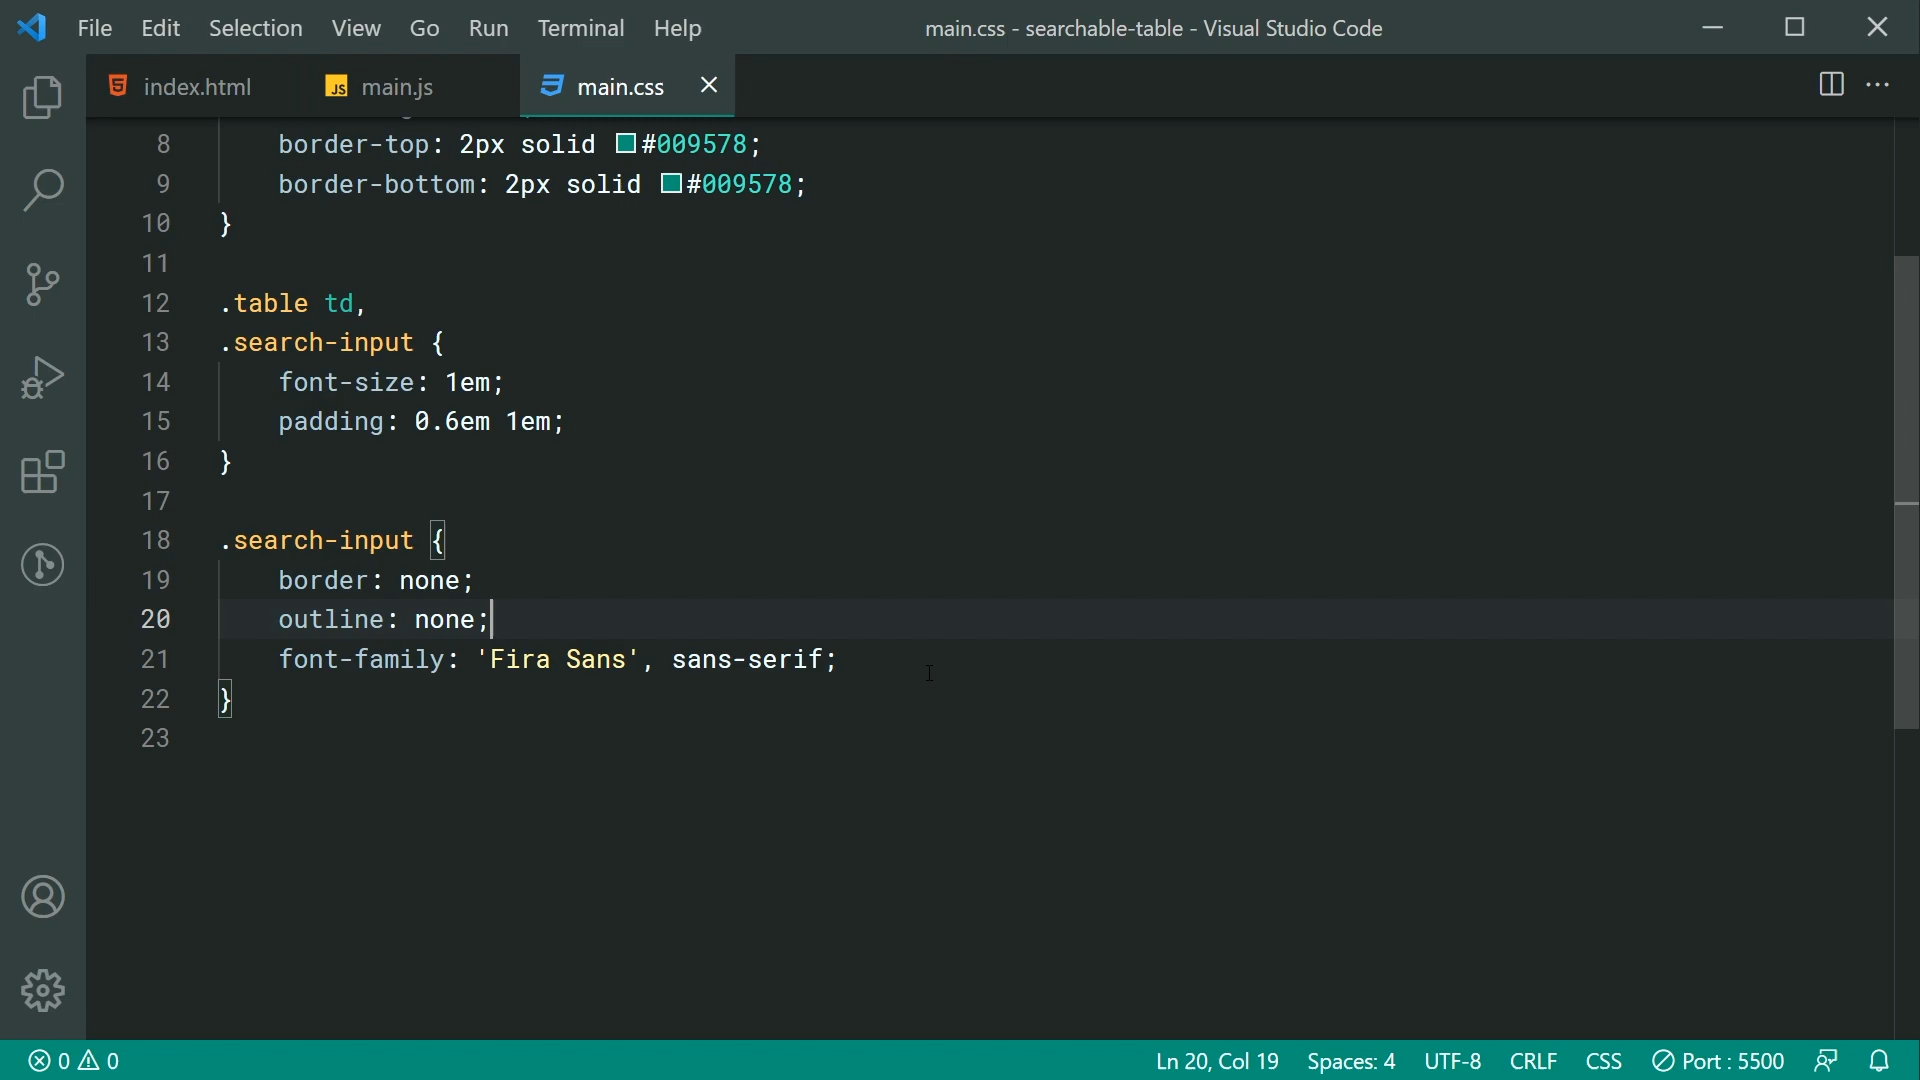 File Edit Selection View Go Run Terminal Help main.css - searchable-table - Visual Studio Code
index.html JS main.js main.css
8 border-top: 2px solid #009578;
9 border-bottom: 2px solid #009578;
10 }
11
12 .table td,
13 .search-input {
14 font-size: 1em;
15 padding: 0.6em 1em;
16 }
17
18 .search-input {
19 border: none;
20 outline: none;
21 font-family: 'Fira Sans', sans-serif;
22 }
23
0 0 Ln 20, Col 19 Spaces: 4 UTF-8 CRLF CSS Port : 5500